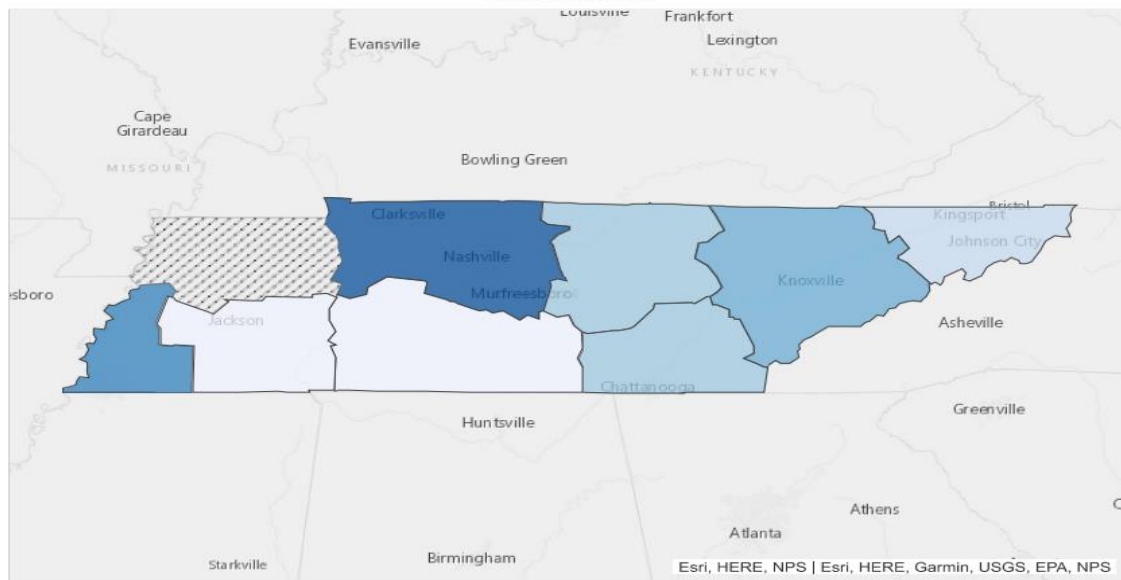 Louisville
Frankfort
Evansville
Lexington
KENTUCKY
Cape
Girardeau
MISSOURI
Bowling Green
Bristol
Clarksville
Kingsport
Johnson City
Nashville
Knoxville
esboro
Murfreesboro
Jackson
Asheville
Chattanooga
Huntsville
Greenville
Athens
Atlanta
Birmingham
Starkville
Esri, HERE, NPS | Esri, HERE, Garmin, USGS, EPA, NPS